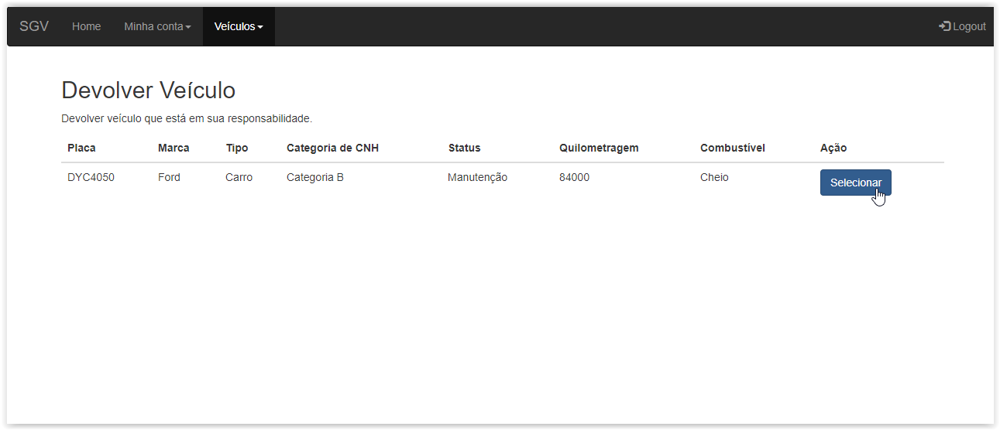 SGV Home Minha conta Veículos Logout
Devolver Veículo
Devolver veículo que está em sua responsabilidade.
Placa Marca Tipo Categoria de CNH Status Quilometragem Combustível Ação
DYC4050 Ford Carro Categoria B Manutenção 84000 Cheio Selecionar